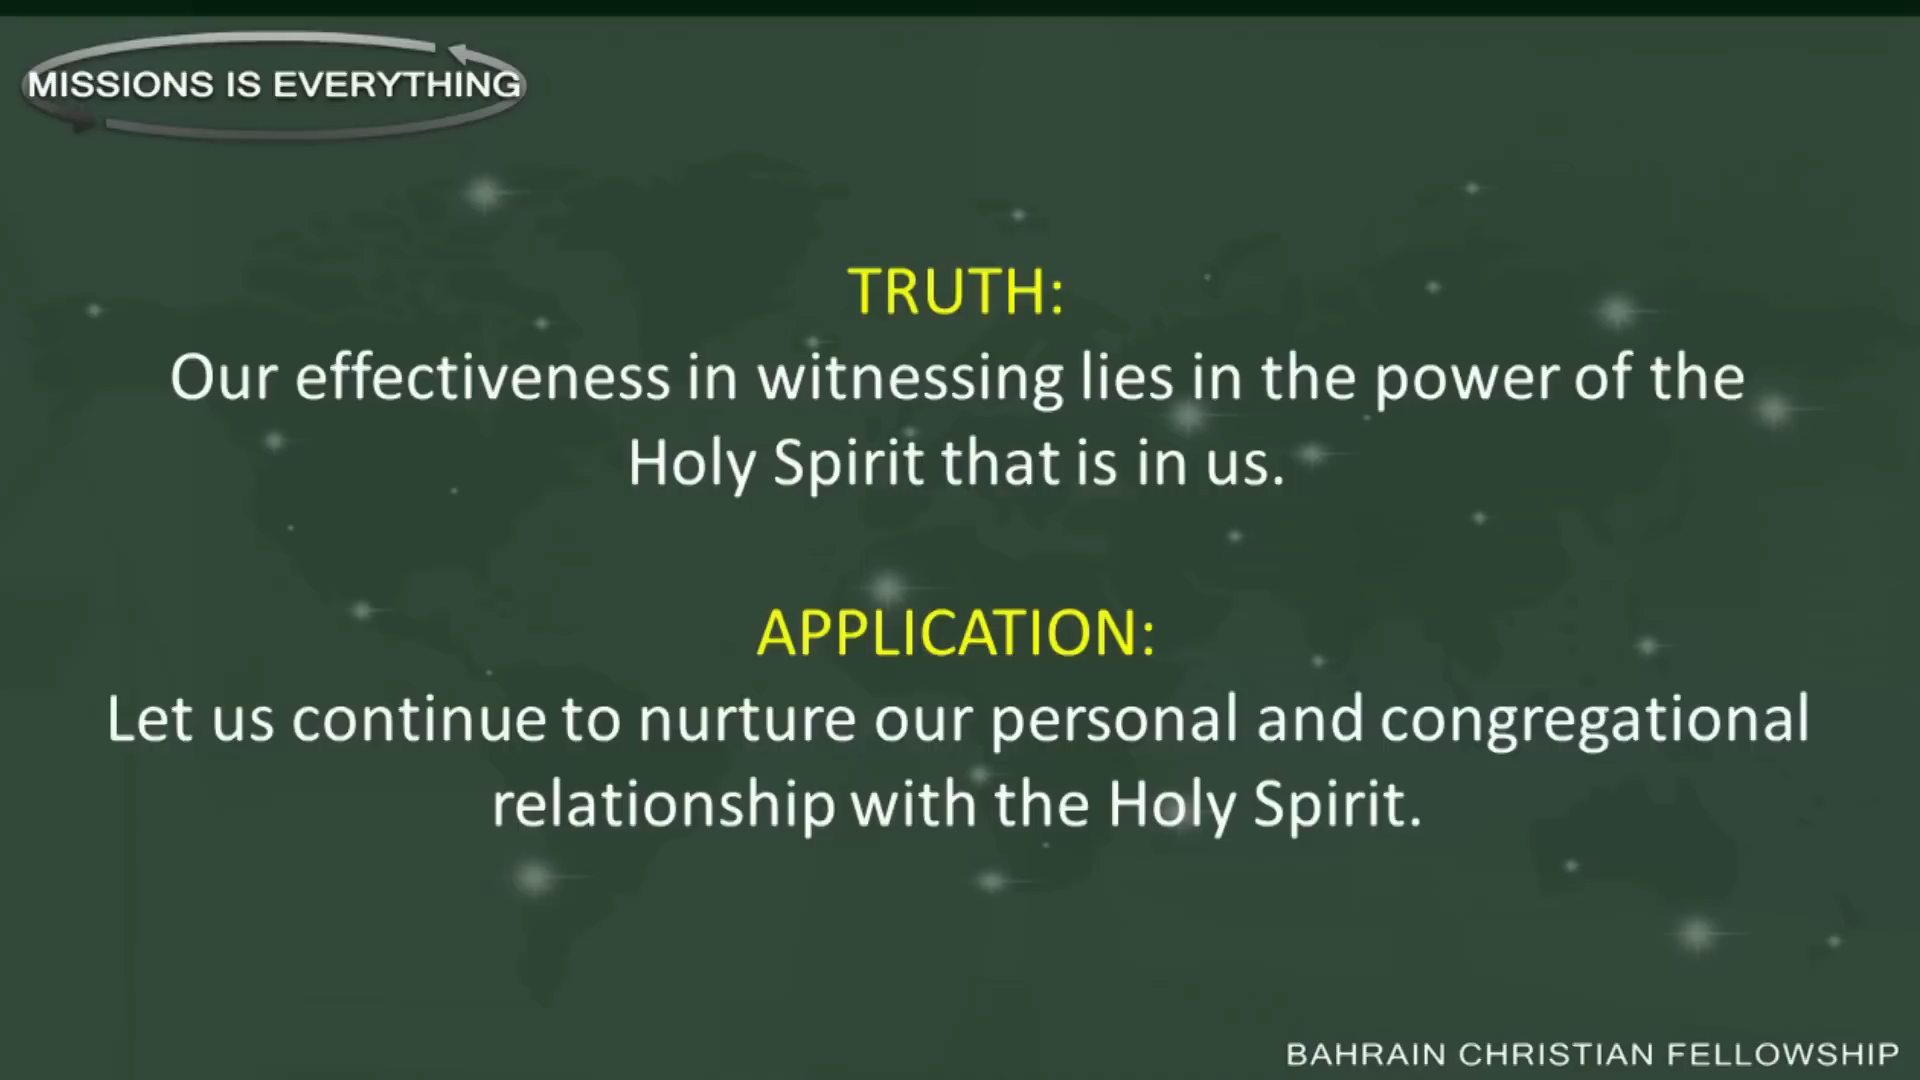 MISSIONS IS EVERYTHING
TRUTH:
Our effectiveness in witnessing lies in the power of the
Holy Spirit that is in us.
APPLICATION:
Let us continue to nurture our personal and congregational
relationship with the Holy Spirit.
BAHRAIN CHRISTIAN FELLOWSHIP